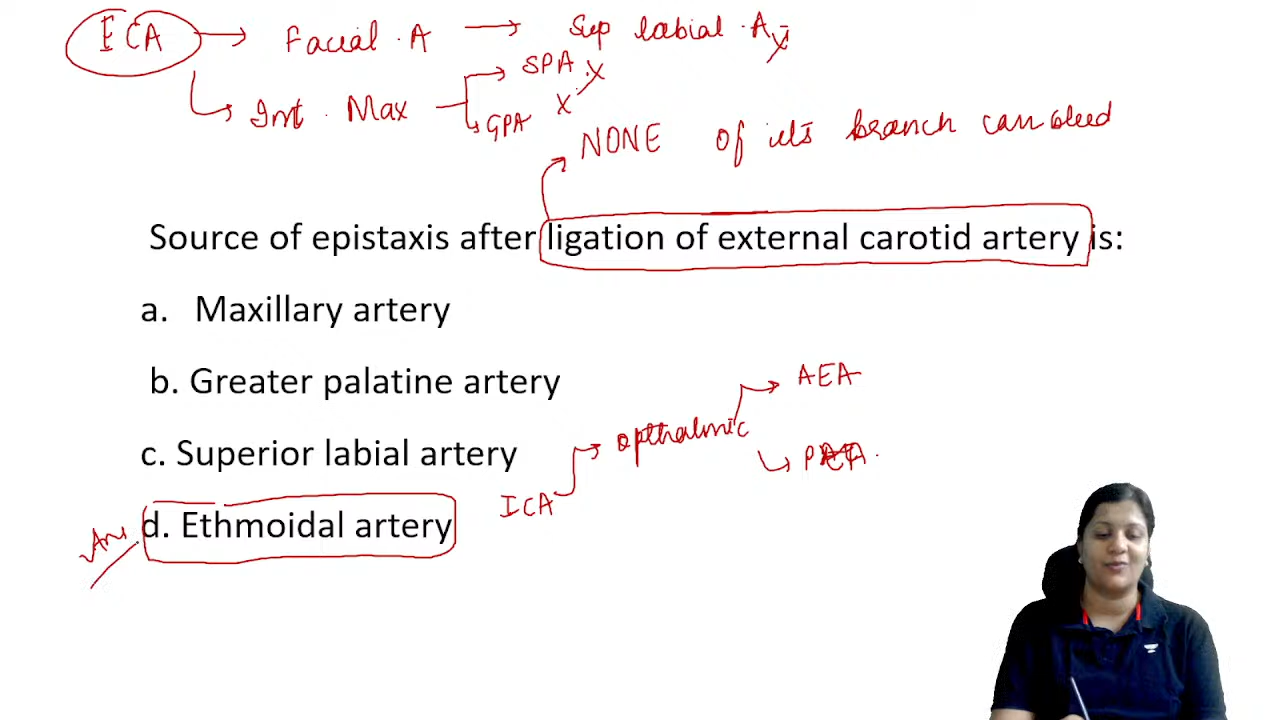 ECA → Facial . A → Sup labial . A x
Int . Max → SPA . x
GPA x
NONE of its branch can bleed
Source of epistaxis after ligation of external carotid artery is:
a. Maxillary artery
b. Greater palatine artery
AEA
opthalmic
c. Superior labial artery
ICA
Ans d. Ethmoidal artery